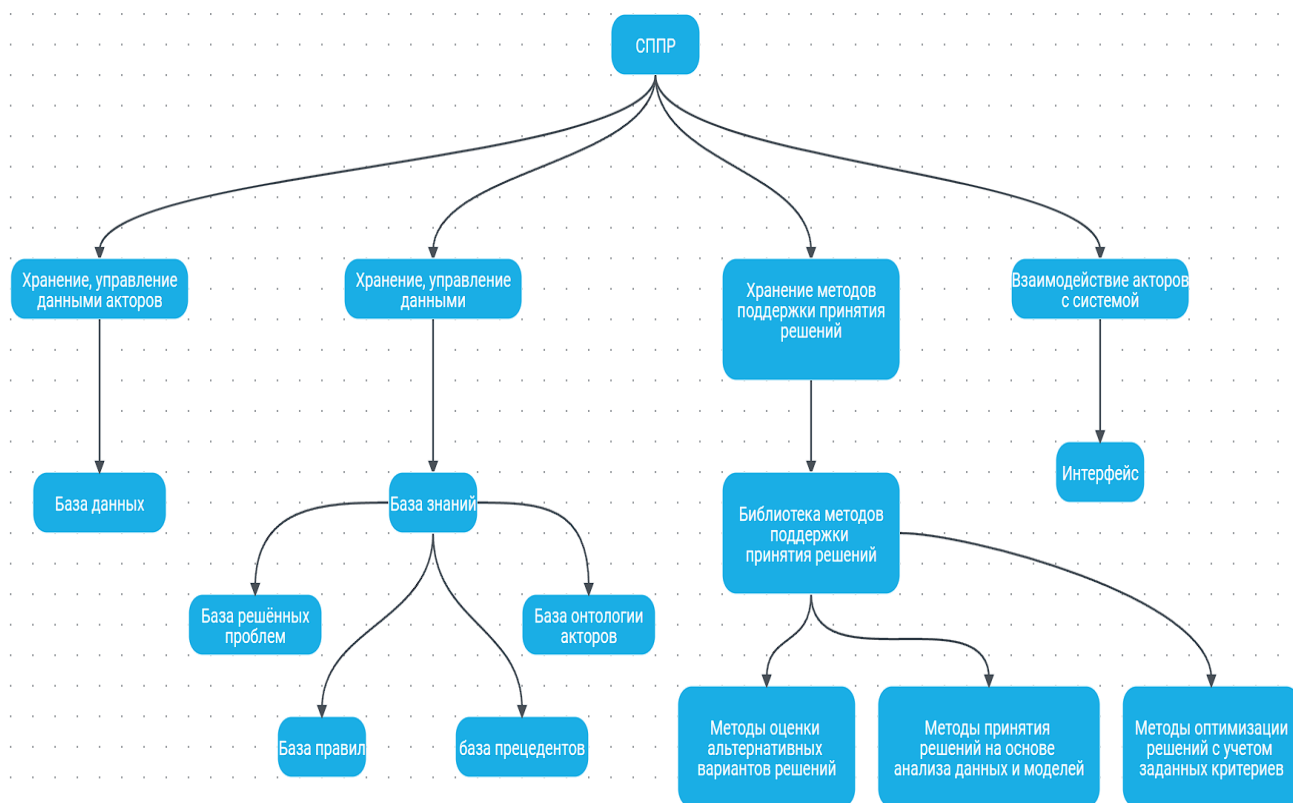 СППР
Хранение, управление
данными акторов
Хранение, управление
данными
Хранение методов
поддержки принятия
решений
Взаимодействие акторов
с системой
База данных
База знаний
Библиотека методов
поддержки
принятия решений
Интерфейс
База решённых
проблем
База онтологии
акторов
База правил
база прецедентов
Методы оценки
альтернативных
вариантов решений
Методы принятия
решений на основе
анализа данных и моделей
Методы оптимизации
решений с учетом
заданных критериев